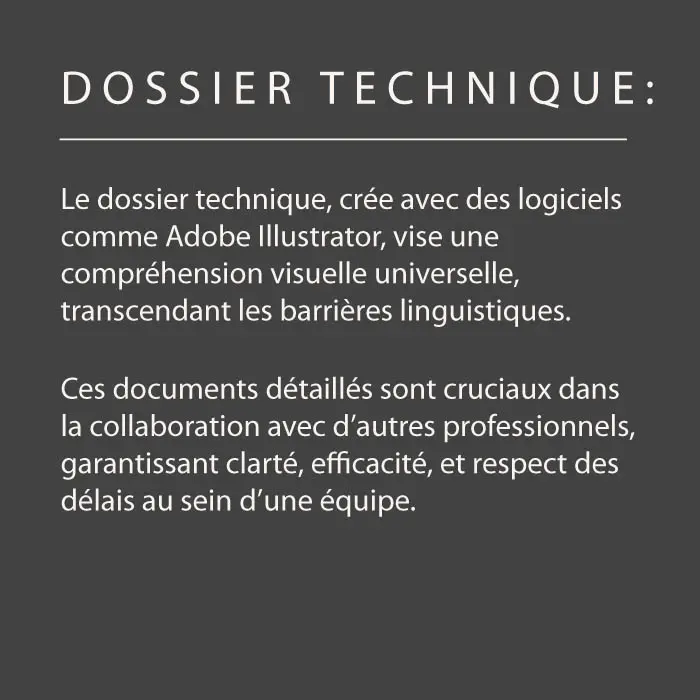 DOSSIER TECHNIQUE:
Le dossier technique, crée avec des logiciels
comme Adobe Illustrator, vise une
compréhension visuelle universelle,
transcendant les barrières linguistiques.
Ces documents détaillés sont cruciaux dans
la collaboration avec d’autres professionnels,
garantissant clarté, efficacité, et respect des
délais au sein d’une équipe.